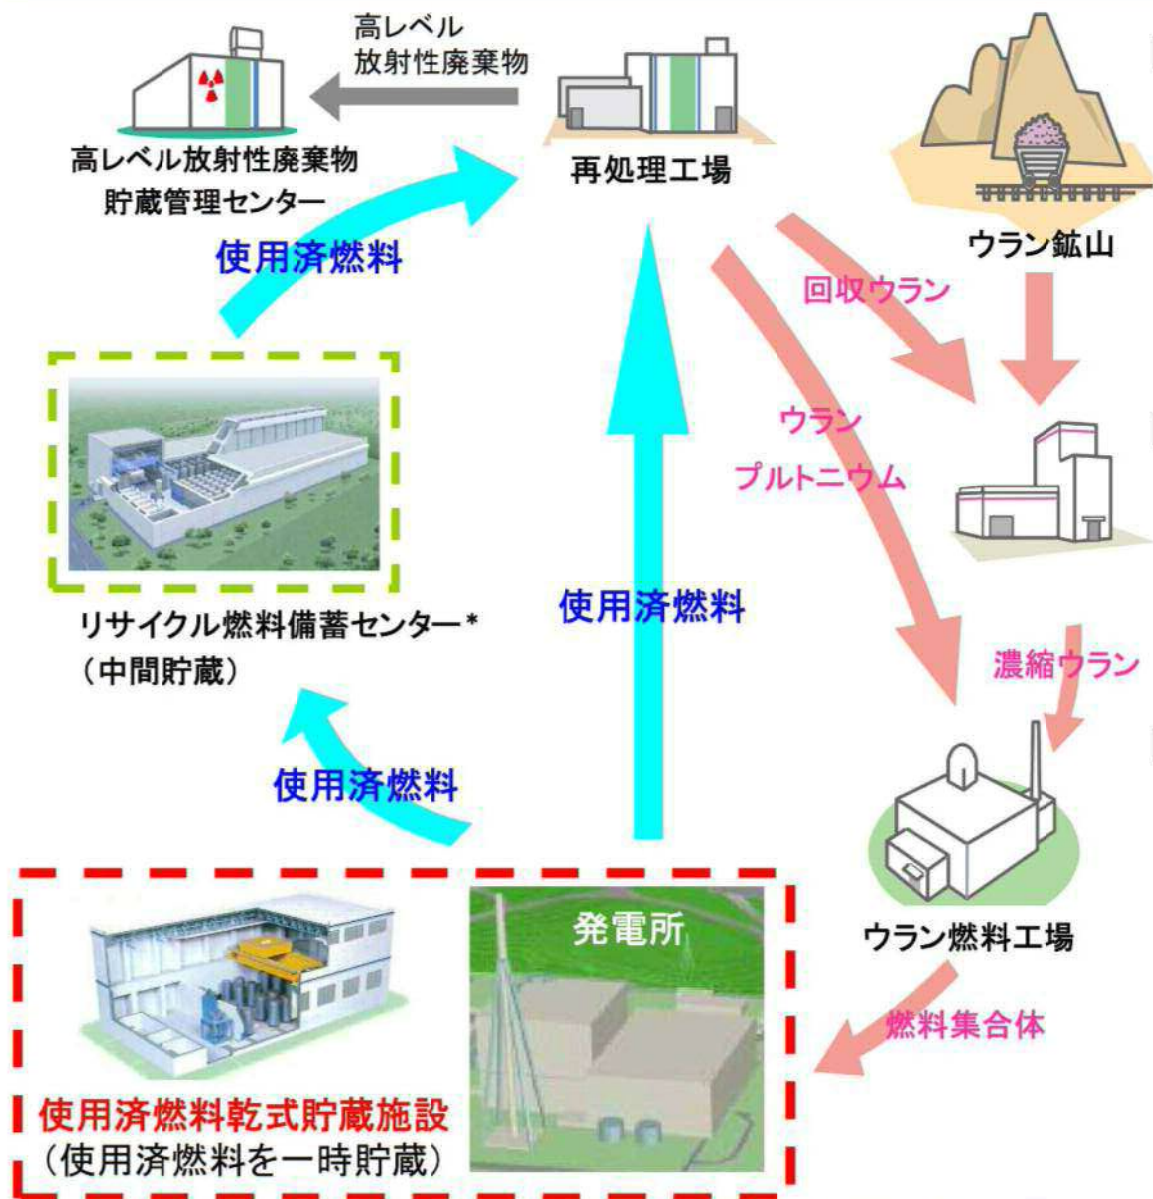 高レベル
放射性廃棄物
高レベル放射性廃棄物
貯蔵管理センター
再処理工場
ウラン鉱山
使用済燃料
回収ウラン
ウラン
プルトニウム
使用済燃料
リサイクル燃料備蓄センター*
（中間貯蔵）
濃縮ウラン
使用済燃料
発電所
ウラン燃料工場
燃料集合体
使用済燃料乾式貯蔵施設
（使用済燃料を一時貯蔵）